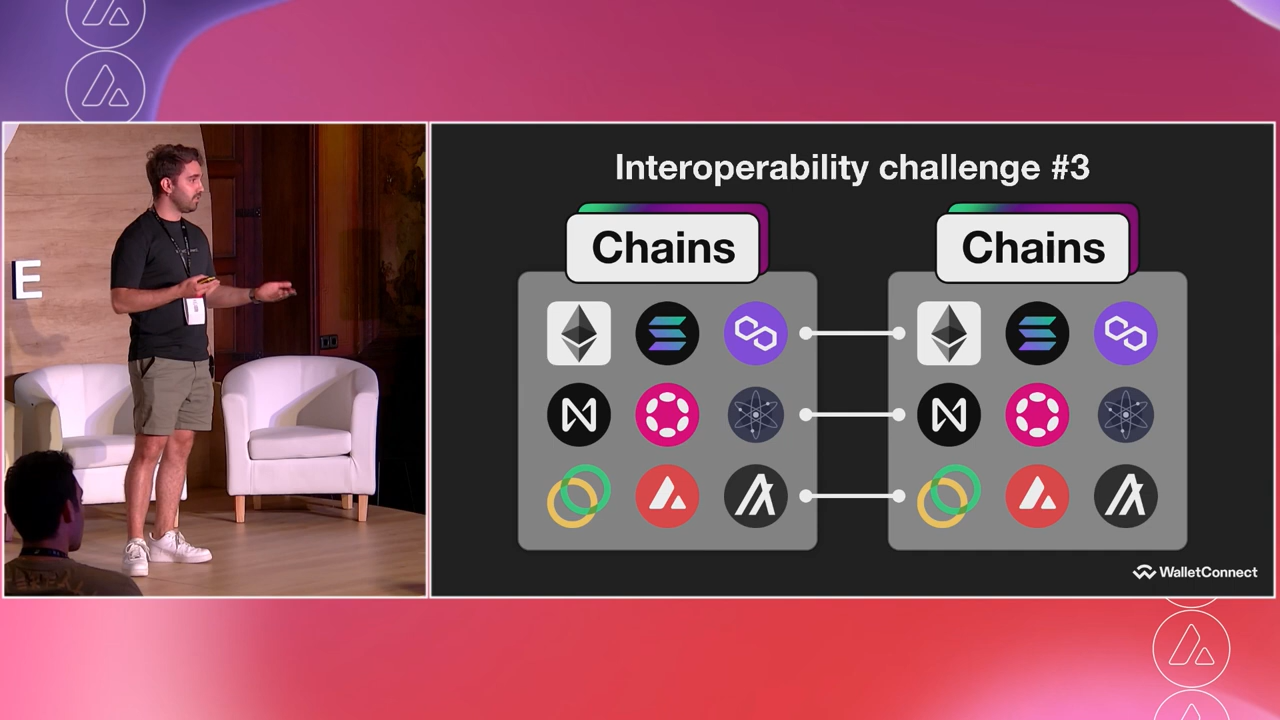 E
Interoperability challenge #3
Chains
Chains
WalletConnect